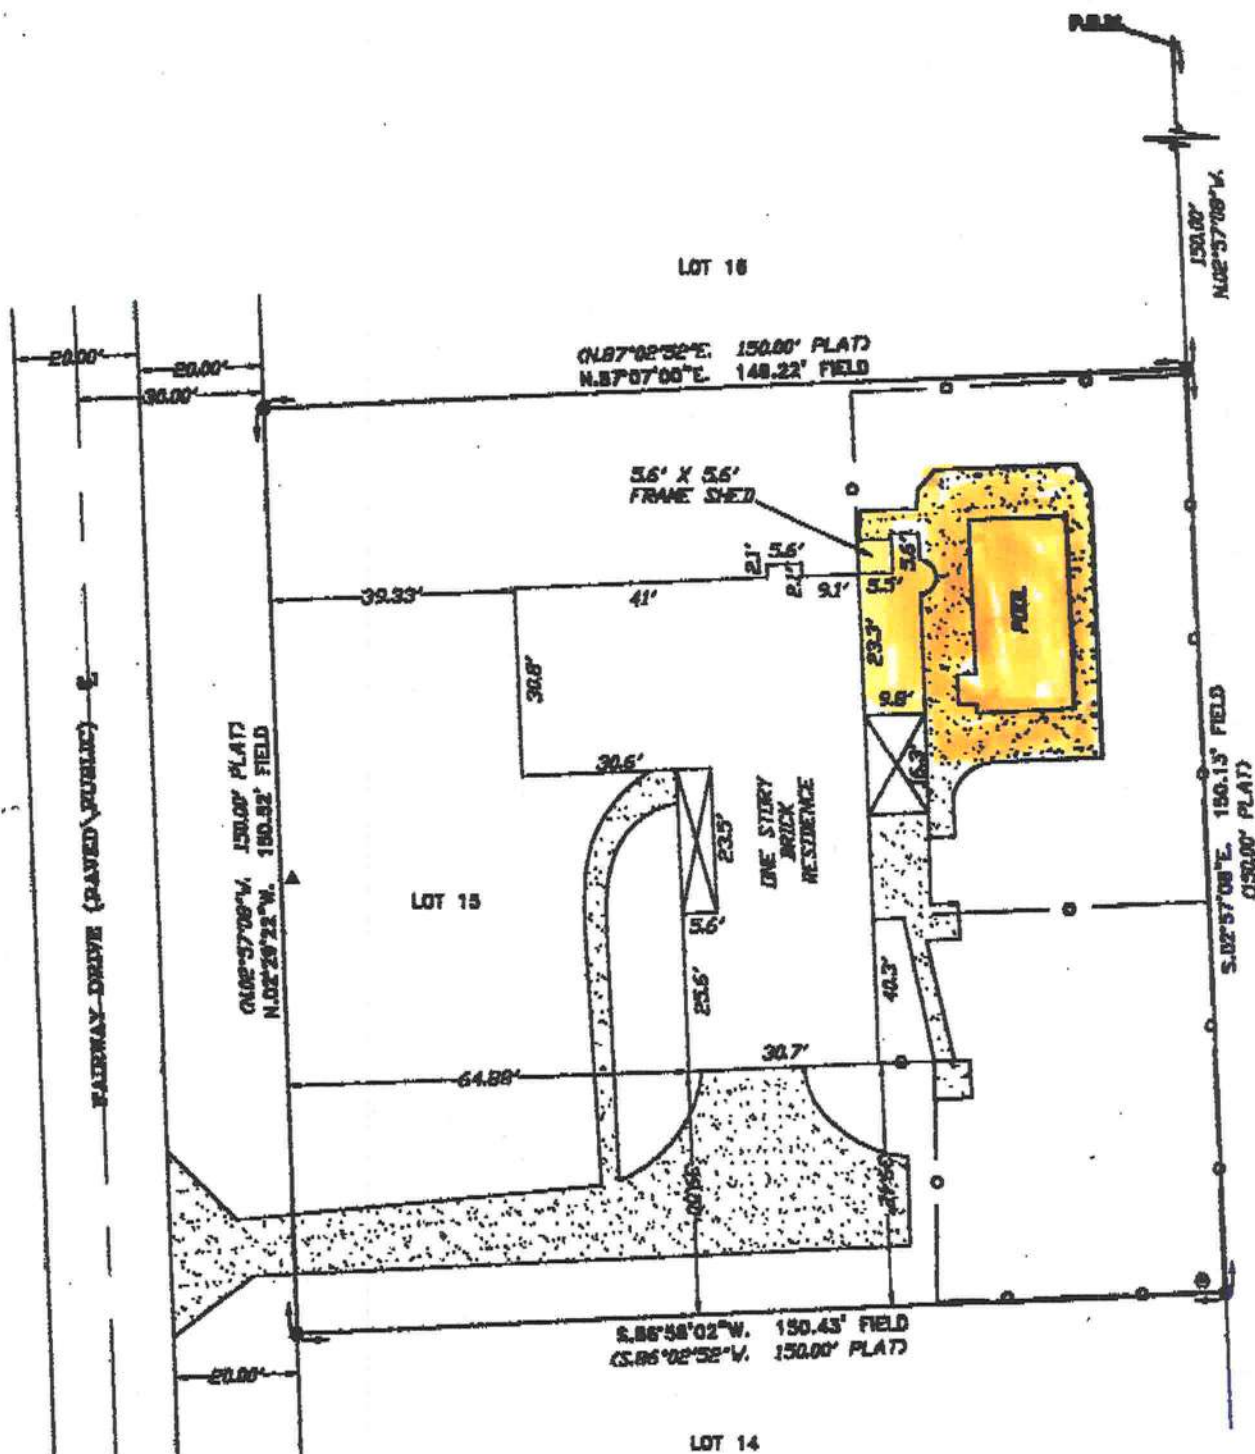 P.B.M.
150.00'
N.02°57'08"W.
LOT 16
20.00'
20.00'
30.00'
(N.87°02'52"E. 150.00' PLAT)
N.87°07'00"E. 149.22' FIELD
5.6' X 5.6'
FRAME SHED
5.6'
2.1'
5.6'
2.1'
9.1'
5.5'
39.33'
41'
POOL
23.3'
30.8'
9.8'
16.3'
30.6'
23.5'
ONE STORY
BRICK
RESIDENCE
FAIRWAY DRIVE (PAVED\PUBLIC)
(N.02°57'08"W. 150.00' PLAT)
N.02°29'22"W. 150.52' FIELD
LOT 15
S.02°57'08"E. 150.15' FIELD
(150.00' PLAT)
5.6'
25.6'
40.3'
30.7'
64.88'
S.86°58'02"W. 150.43' FIELD
(S.86°02'52"W. 150.00' PLAT)
20.00'
LOT 14